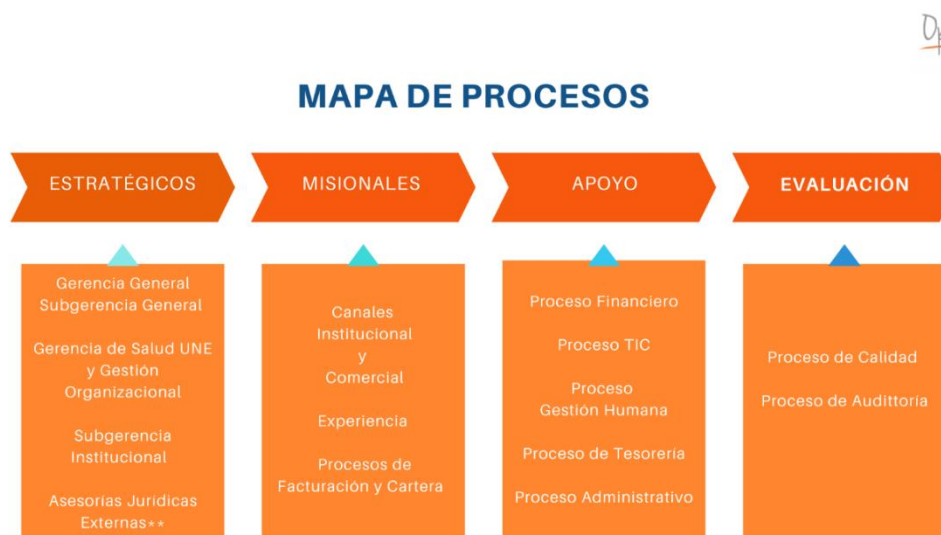 Op
MAPA DE PROCESOS
ESTRATÉGICOS
MISIONALES
APOYO
EVALUACIÓN
Gerencia General
Subgerencia General
Gerencia de Salud UNE
y Gestión
Organizacional
Subgerencia
Institucional
Asesorías Jurídicas
Externas**
Canales
Institucional
y
Comercial
Experiencia
Procesos de
Facturación y Cartera
Proceso Financiero
Proceso TIC
Proceso
Gestión Humana
Proceso de Tesorería
Proceso Administrativo
Proceso de Calidad
Proceso de Audittoría